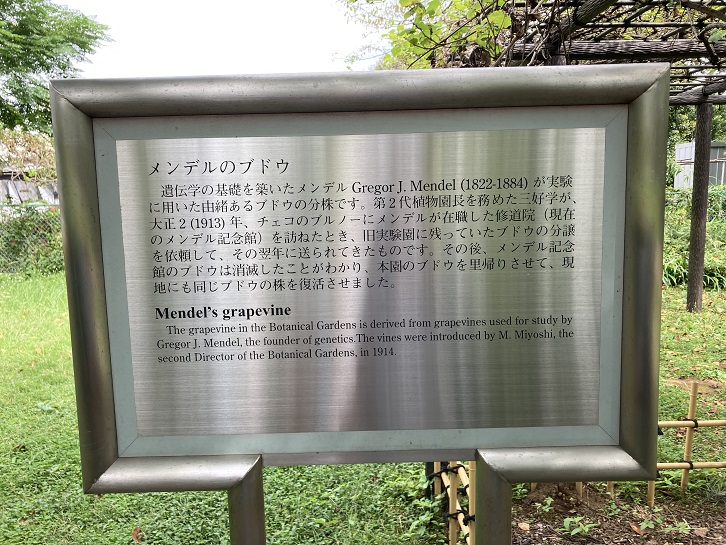 メンデルのブドウ
遺伝学の基礎を築いたメンデル Gregor J. Mendel (1822-1884) が実験
に用いた由緒あるブドウの分株です。第2代植物園長を務めた三好学が、
大正2 (1913) 年、チェコのブルノーにメンデルが在職した修道院（現在
のメンデル記念館）を訪ねたとき、旧実験園に残っていたブドウの分譲
を依頼して、その翌年に送られてきたものです。その後、メンデル記念
館のブドウは消滅したことがわかり、本園のブドウを里帰りさせて、現
地にも同じブドウの株を復活させました。
Mendel's grapevine
The grapevine in the Botanical Gardens is derived from grapevines used for study by
Gregor J. Mendel, the founder of genetics.The vines were introduced by M. Miyoshi, the
second Director of the Botanical Gardens, in 1914.